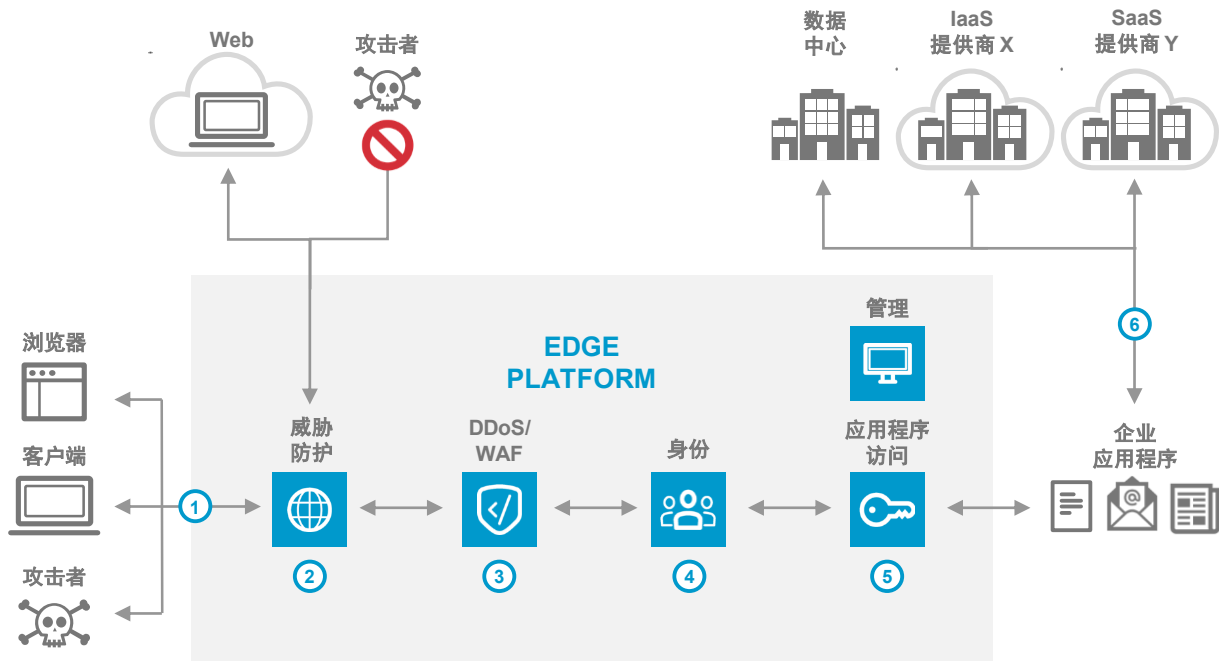 Web
攻击者
数据
中心
IaaS
提供商 X
SaaS
提供商 Y
管理
EDGE
PLATFORM
6
浏览器
客户端
攻击者
1
威胁
防护
2
DDoS/
WAF
</>
3
身份
4
应用程序
访问
5
企业
应用程序
@